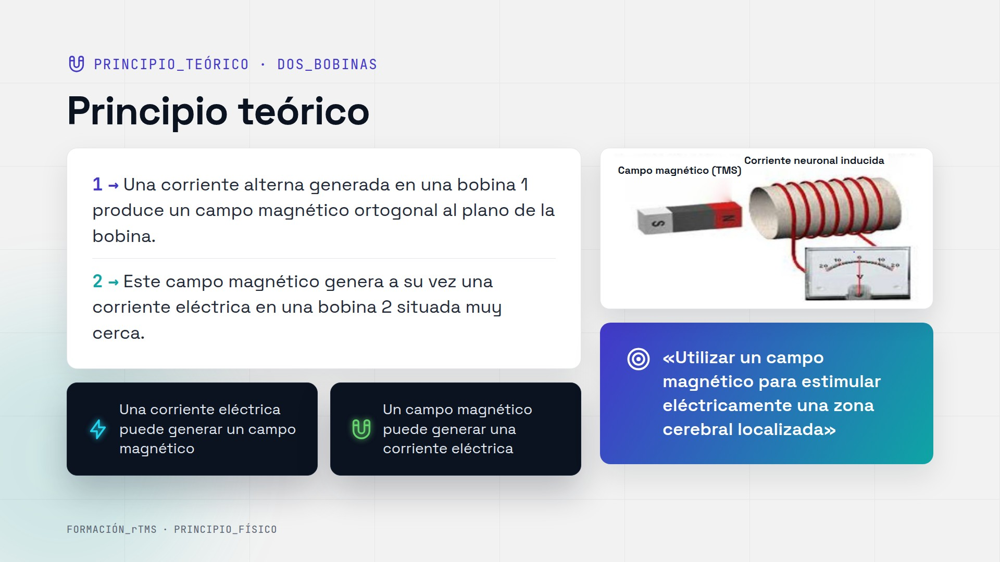 PRINCIPIO_TEÓRICO · DOS_BOBINAS
Principio teórico
1 → Una corriente alterna generada en una bobina 1
produce un campo magnético ortogonal al plano de la
bobina.
2 → Este campo magnético genera a su vez una
corriente eléctrica en una bobina 2 situada muy
cerca.
Una corriente eléctrica
puede generar un campo
magnético
Un campo magnético
puede generar una
corriente eléctrica
Corriente neuronal inducida
Campo magnético (TMS)
S
N
20 10 0 10 20
V
«Utilizar un campo
magnético para estimular
eléctricamente una zona
cerebral localizada»
FORMACIÓN_rTMS · PRINCIPIO_FÍSICO